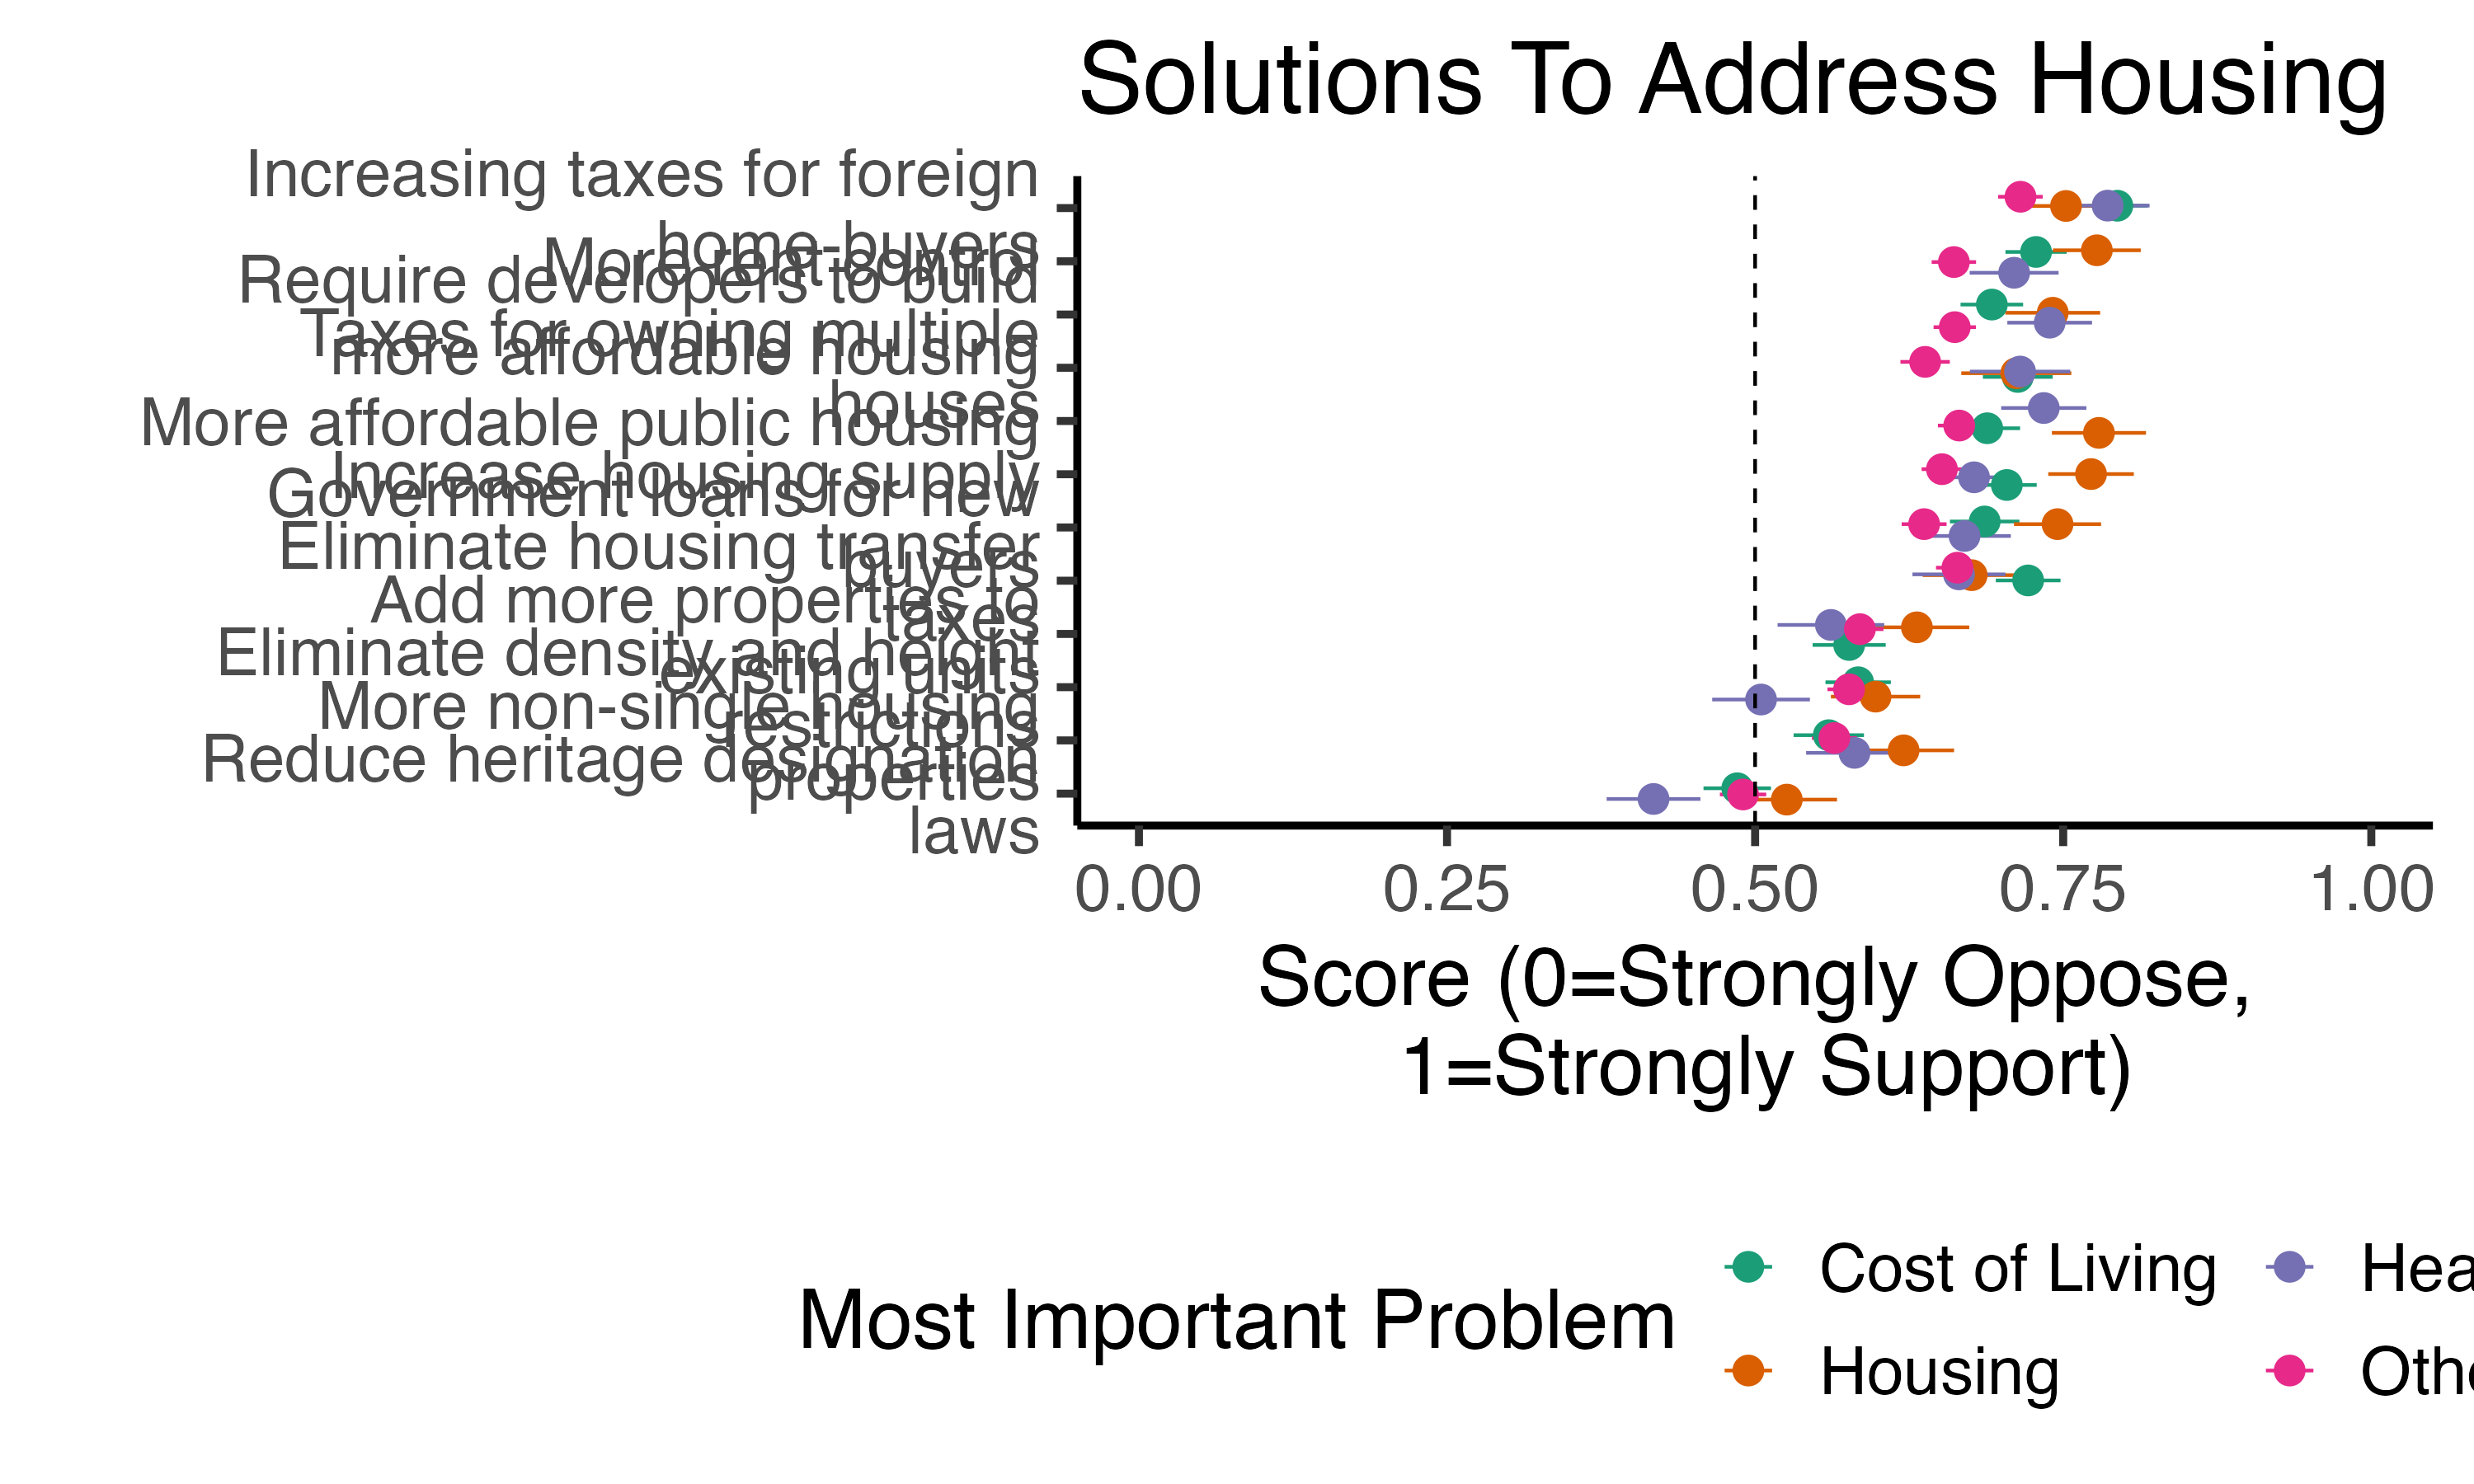 Solutions To Address Housing
Increasing taxes for foreign
home-buyers
More rent control
Require developers to build
more affordable housing
Taxes for owning multiple
houses
More affordable public housing
Increase housing supply
Government loans for new
buyers
Eliminate housing transfer
taxes
Add more properties to
existing units
Eliminate density and height
restrictions
More non-single housing
properties
Reduce heritage designation
laws
0.00 0.25 0.50 0.75 1.00
Score (0=Strongly Oppose,
1=Strongly Support)
Most Important Problem
Cost of Living Hea
Housing Oth